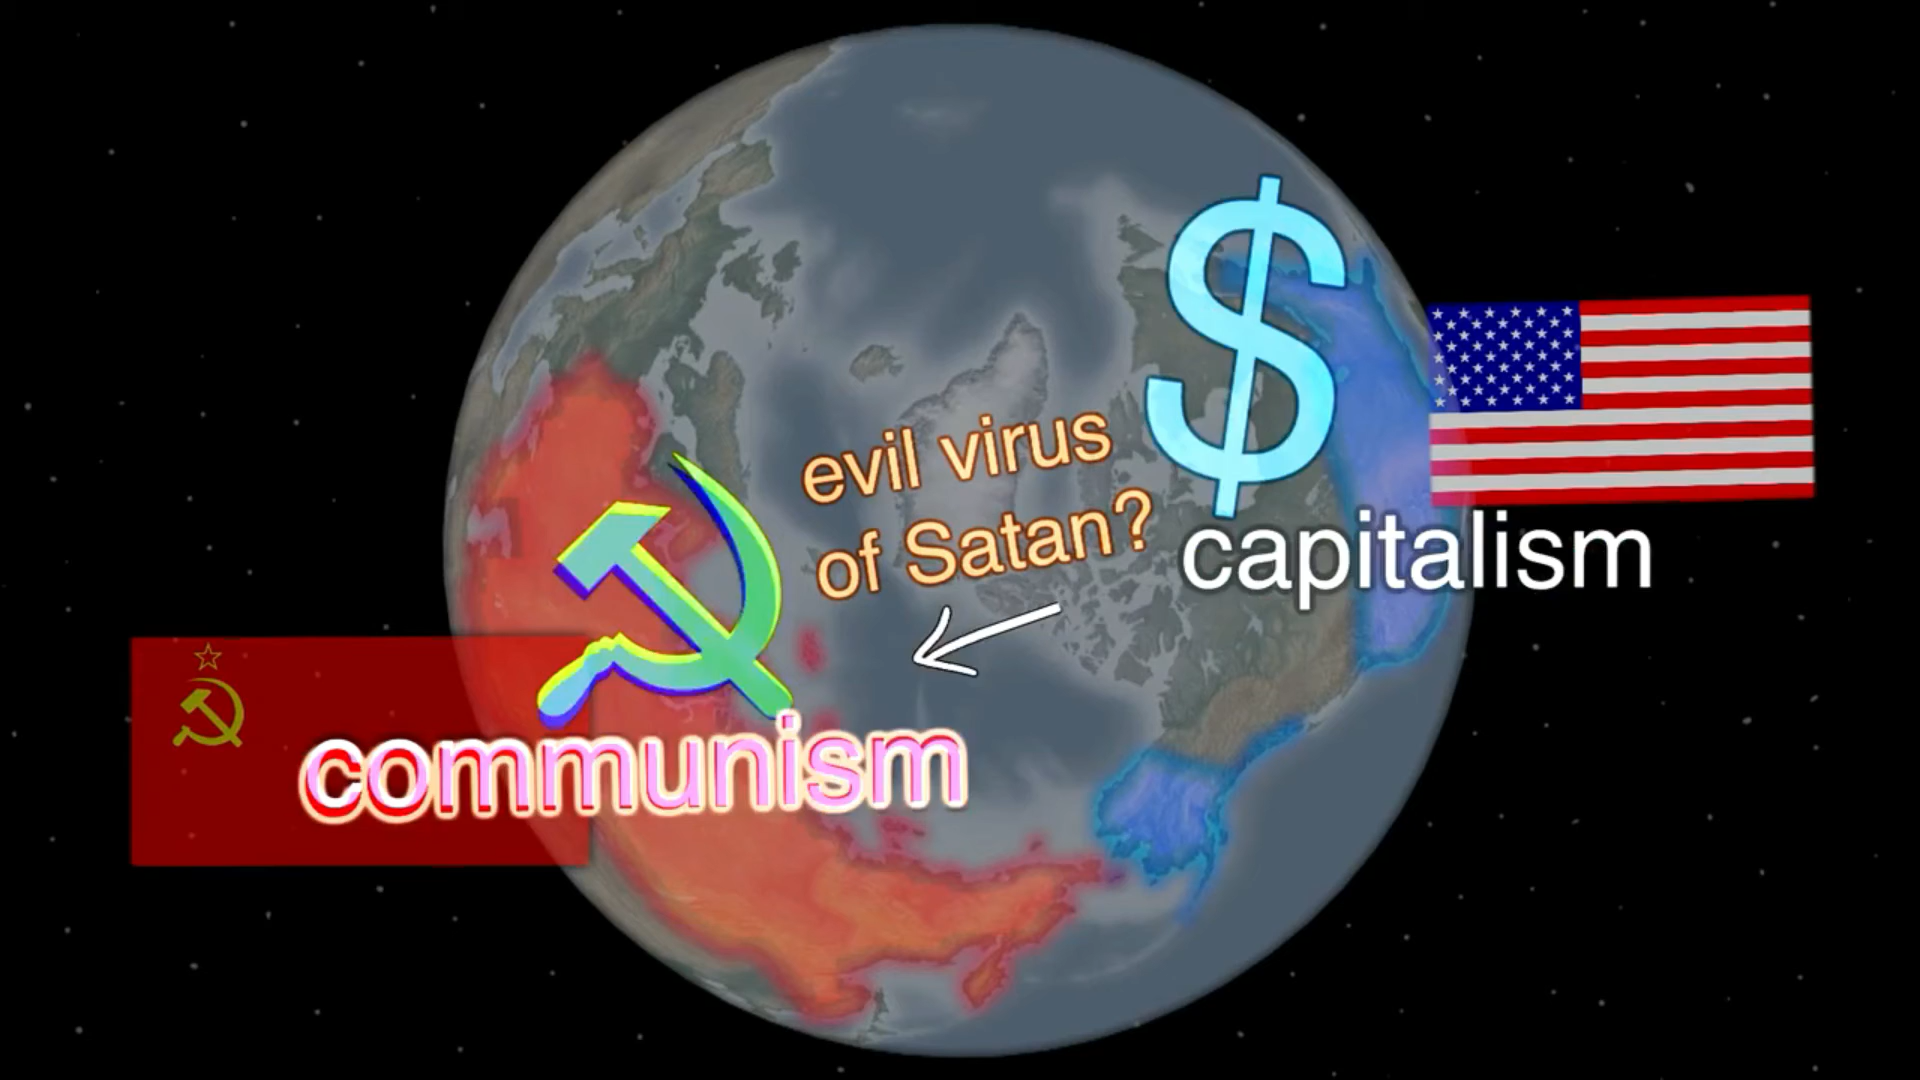 $
evil virus
of Satan?
capitalism
communism